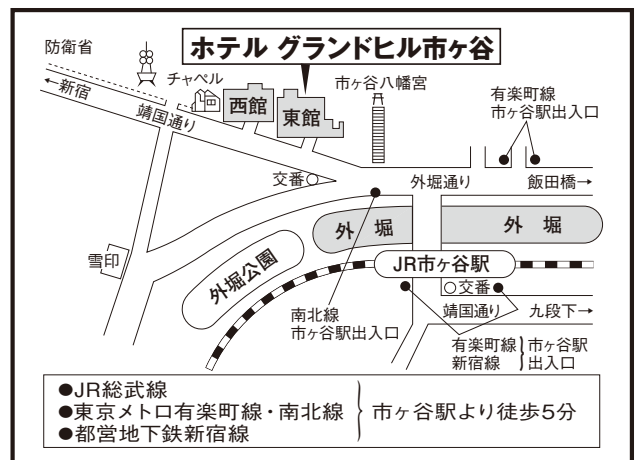 防衛省
ホテル グランドヒル市ヶ谷
←新宿
チャペル
市ヶ谷八幡宮
有楽町線
市ヶ谷駅出入口
靖国通り
西館
東館
交番
外堀通り
飯田橋→
外 堀
外 堀
雪印
外堀公園
JR市ヶ谷駅
交番
南北線
市ヶ谷駅出入口
靖国通り
九段下→
有楽町線
新宿線
市ヶ谷駅
出入口
●JR総武線
●東京メトロ有楽町線・南北線
●都営地下鉄新宿線
市ヶ谷駅より徒歩5分